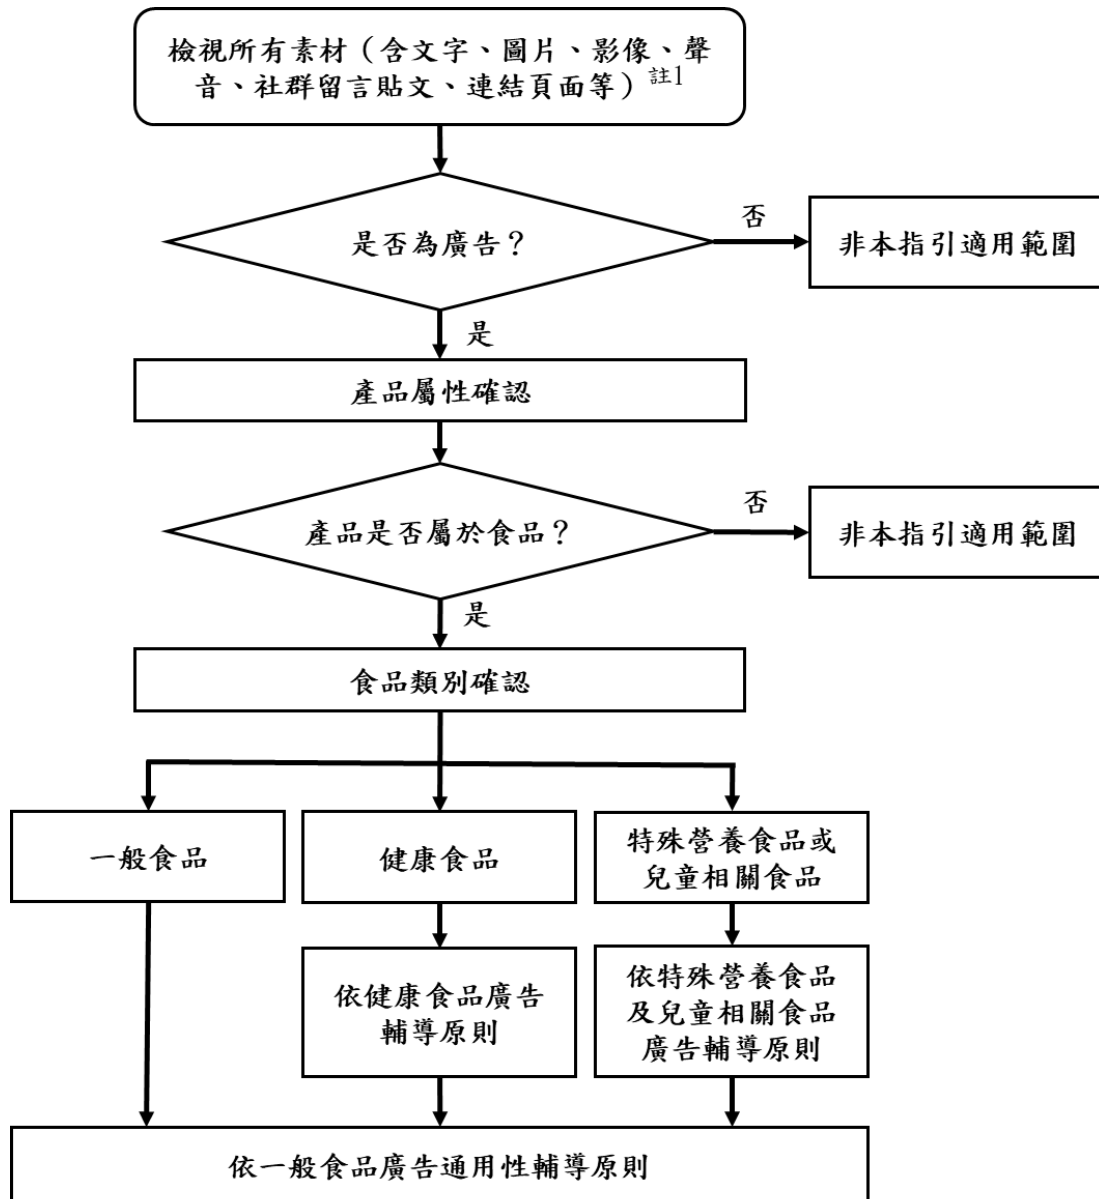 檢視所有素材（含文字、圖片、影像、聲
音、社群留言貼文、連結頁面等）註1
是否為廣告？
否
非本指引適用範圍
是
產品屬性確認
產品是否屬於食品？
否
非本指引適用範圍
是
食品類別確認
一般食品
健康食品
特殊營養食品或
兒童相關食品
依健康食品廣告
輔導原則
依特殊營養食品
及兒童相關食品
廣告輔導原則
依一般食品廣告通用性輔導原則